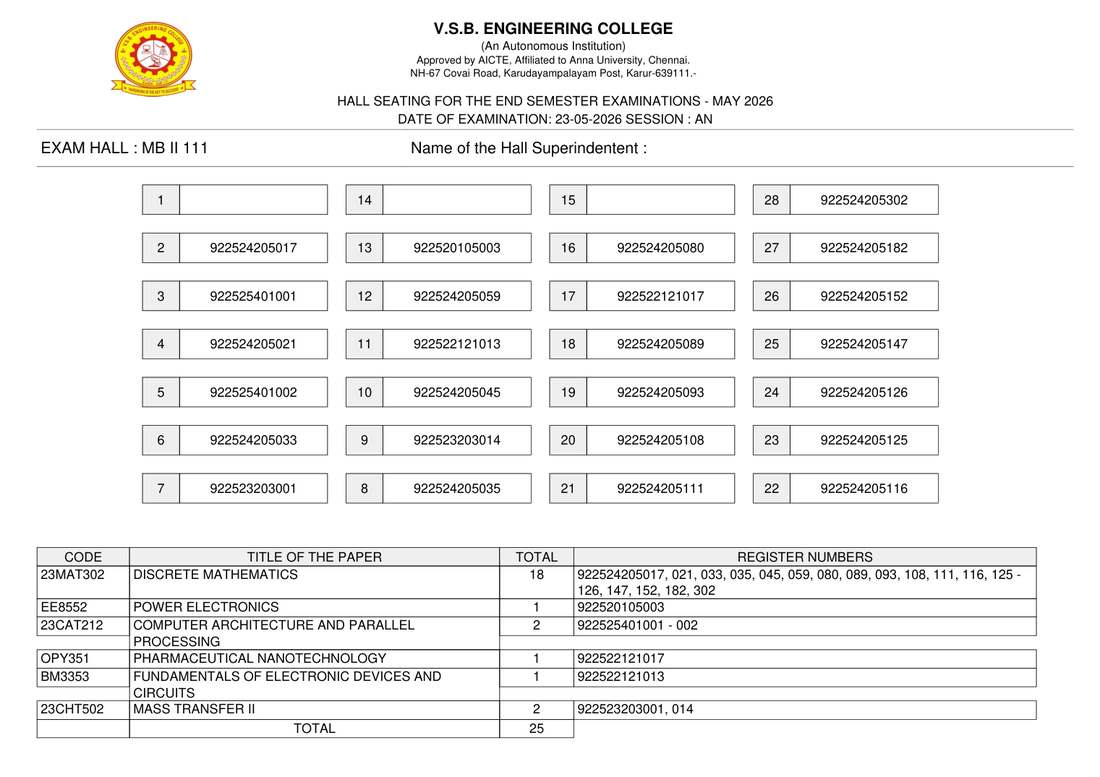 V.S.B. ENGINEERING COLLEGE
(An Autonomous Institution)
Approved by AICTE, Affiliated to Anna University, Chennai.
NH-67 Covai Road, Karudayampalayam Post, Karur-639111.-
HALL SEATING FOR THE END SEMESTER EXAMINATIONS - MAY 2026
DATE OF EXAMINATION: 23-05-2026 SESSION : AN
EXAM HALL : MB II 111 Name of the Hall Superindentent :
1 14 15 28 922524205302
2 922524205017 13 922520105003 16 922524205080 27 922524205182
3 922525401001 12 922524205059 17 922522121017 26 922524205152
4 922524205021 11 922522121013 18 922524205089 25 922524205147
5 922525401002 10 922524205045 19 922524205093 24 922524205126
6 922524205033 9 922523203014 20 922524205108 23 922524205125
7 922523203001 8 922524205035 21 922524205111 22 922524205116
CODE TITLE OF THE PAPER TOTAL REGISTER NUMBERS
23MAT302 DISCRETE MATHEMATICS 18 922524205017, 021, 033, 035, 045, 059, 080, 089, 093, 108, 111, 116, 125 -
126, 147, 152, 182, 302
EE8552 POWER ELECTRONICS 1 922520105003
23CAT212 COMPUTER ARCHITECTURE AND PARALLEL 2 922525401001 - 002
PROCESSING
OPY351 PHARMACEUTICAL NANOTECHNOLOGY 1 922522121017
BM3353 FUNDAMENTALS OF ELECTRONIC DEVICES AND 1 922522121013
CIRCUITS
23CHT502 MASS TRANSFER II 2 922523203001, 014
TOTAL 25